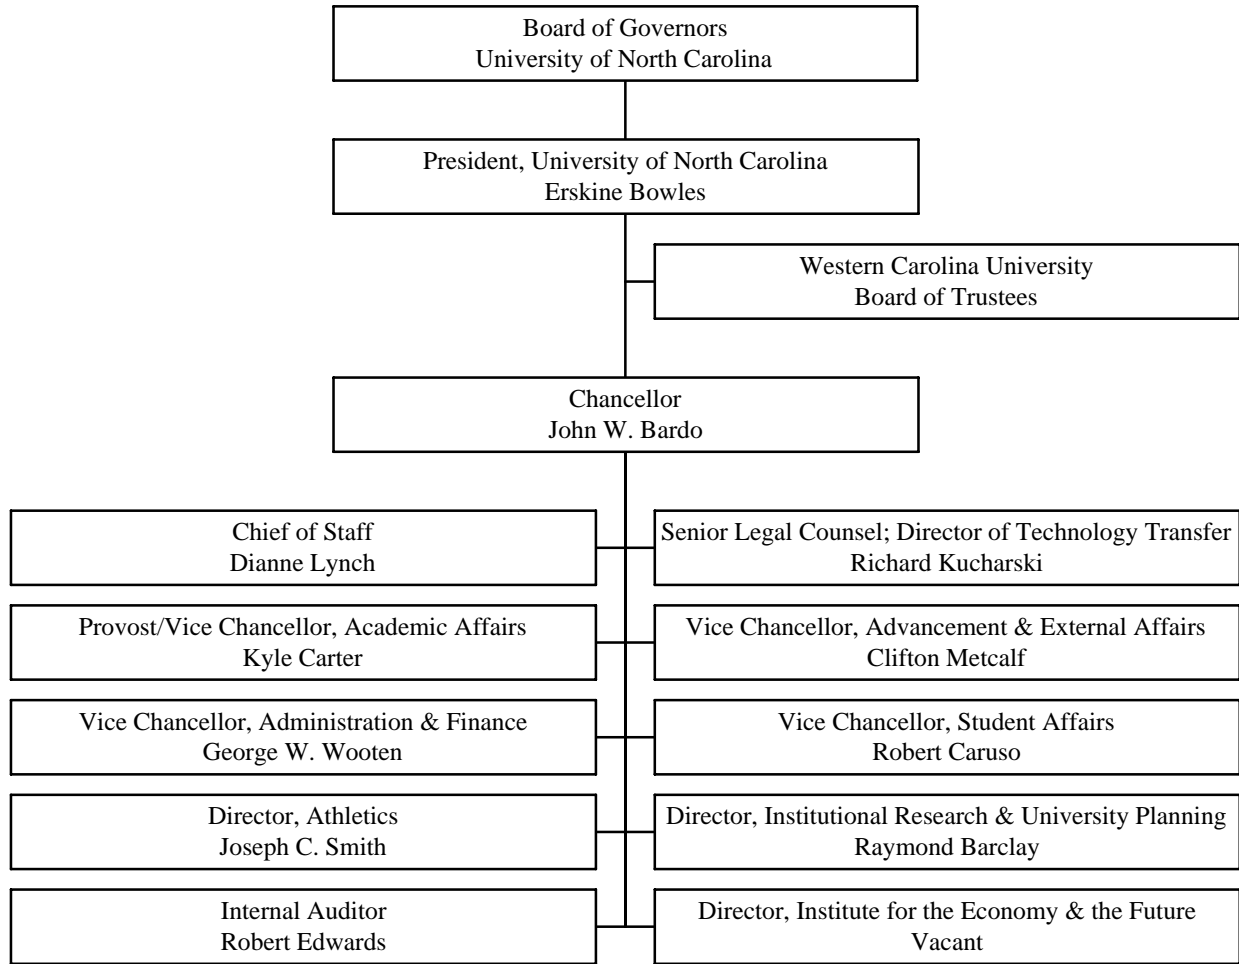 Board of Governors
University of North Carolina
President, University of North Carolina
Erskine Bowles
Western Carolina University
Board of Trustees
Chancellor
John W. Bardo
Chief of Staff
Dianne Lynch
Senior Legal Counsel; Director of Technology Transfer
Richard Kucharski
Provost/Vice Chancellor, Academic Affairs
Kyle Carter
Vice Chancellor, Advancement & External Affairs
Clifton Metcalf
Vice Chancellor, Administration & Finance
George W. Wooten
Vice Chancellor, Student Affairs
Robert Caruso
Director, Athletics
Joseph C. Smith
Director, Institutional Research & University Planning
Raymond Barclay
Internal Auditor
Robert Edwards
Director, Institute for the Economy & the Future
Vacant